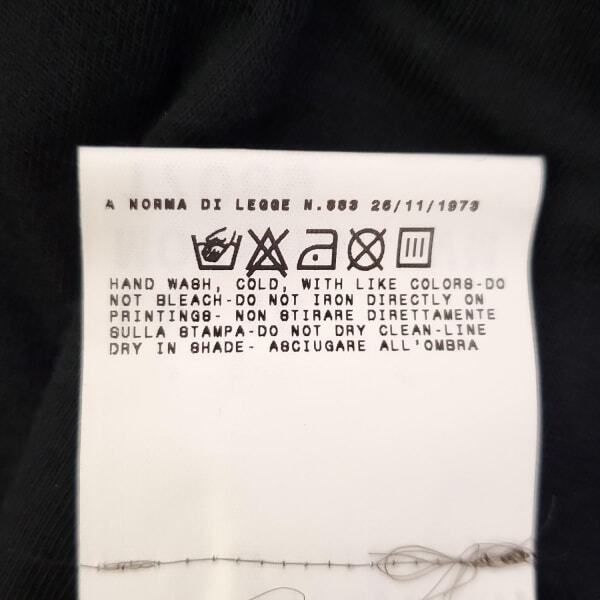 A NORMA DI LEGGE N.883 26/11/1973
HAND WASH, COLD, WITH LIKE COLORS-DO
NOT BLEACH-DO NOT IRON DIRECTLY ON
PRINTINGS- NON STIRARE DIRETTAMENTE
SULLA STAMPA-DO NOT DRY CLEAN-LINE
DRY IN SHADE- ASCIUGARE ALL'OMBRA